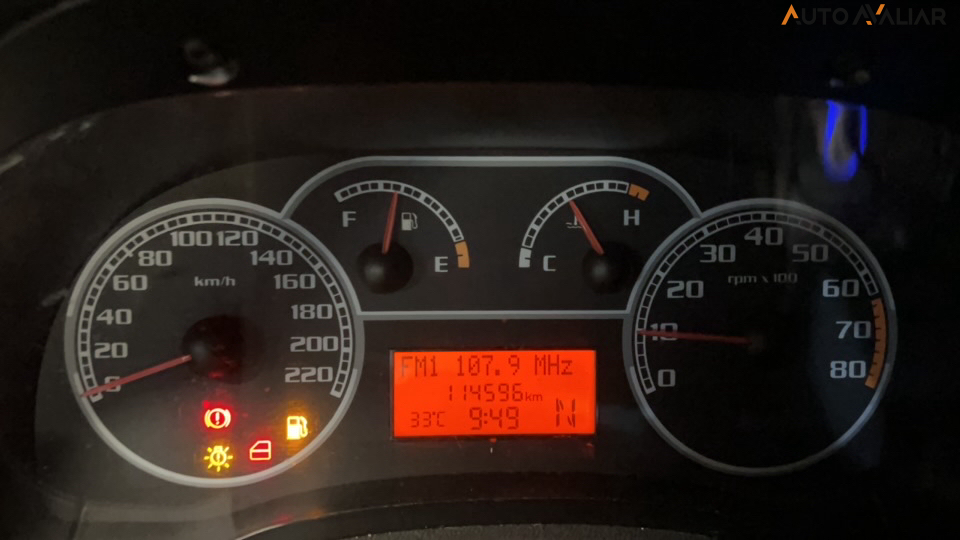 AUTO AVALIAR
100 120
80 140
60 km/h 160
40 180
20 200
0 220
F E
C H
40
30 50
rpm x 100
20 60
10 70
0 80
FM1 107.9 MHz
114596km
33°C 9:49 N